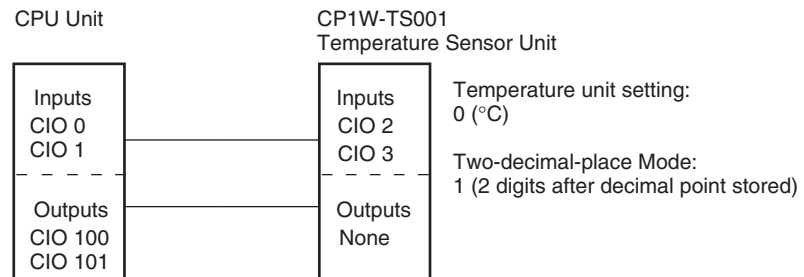 CPU Unit
CP1W-TS001
Temperature Sensor Unit
Inputs
CIO 0
CIO 1
Outputs
CIO 100
CIO 101
Inputs
CIO 2
CIO 3
Outputs
None
Temperature unit setting:
0 (°C)
Two-decimal-place Mode:
1 (2 digits after decimal point stored)